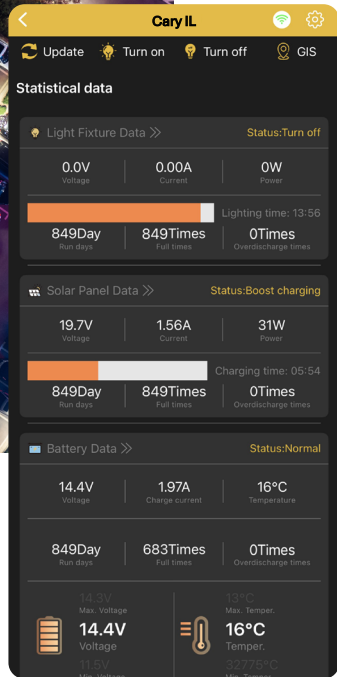 Cary IL
Update Turn on Turn off GIS
Statistical data
Light Fixture Data Status:Turn off
0.0V 0.00A 0W
Voltage Current Power
Lighting time: 13:56
849Day 849Times 0Times
Run days Full times Overdischarge times
Solar Panel Data Status:Boost charging
19.7V 1.56A 31W
Voltage Current Power
Charging time: 05:54
849Day 849Times 0Times
Run days Full times Overdischarge times
Battery Data Status:Normal
14.4V 1.97A 16°C
Voltage Charge current Temperature
849Day 683Times 0Times
Run days Full times Overdischarge times
14.3V 13°C
Max. Voltage Max. Temper.
14.4V 16°C
Voltage Temper.
11.5V 32775°C
Min. Voltage Min. Temper.